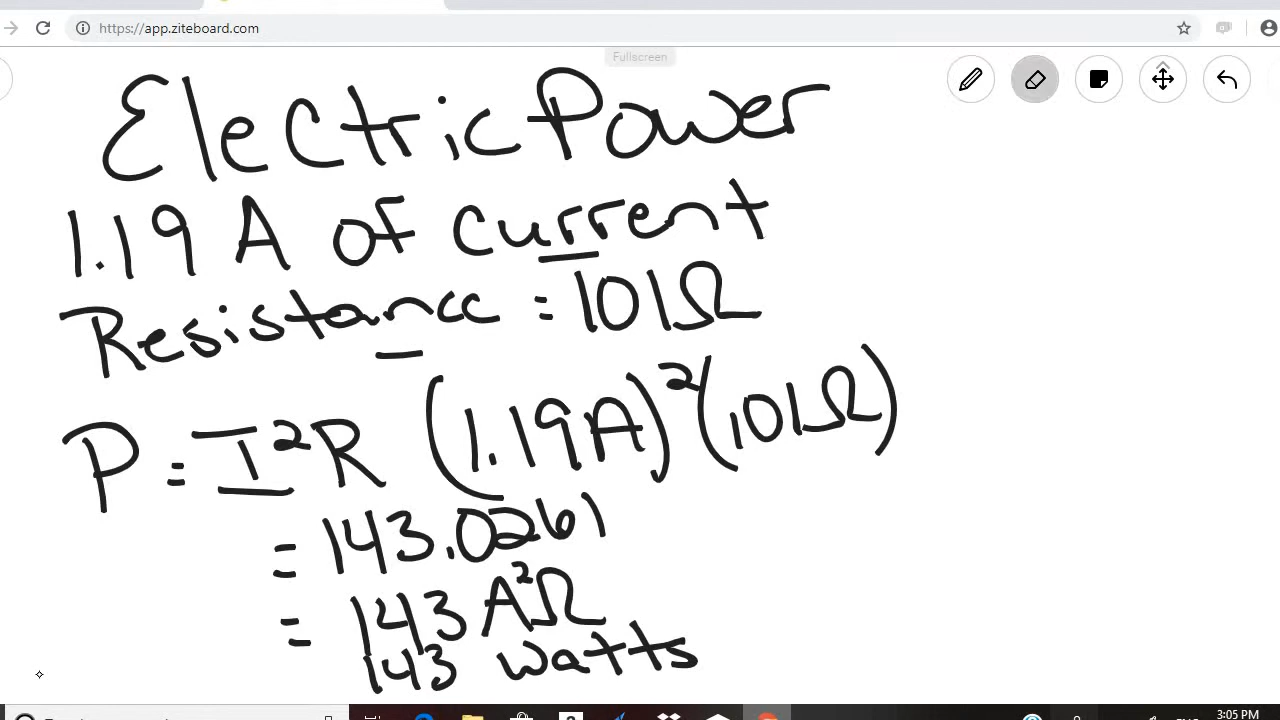 https://app.ziteboard.com
Fullscreen
Electric Power
1.19 A of current
Resistance = 101Ω
P = I²R (1.19A)²(101Ω)
= 143.0261
= 143 A²Ω
143 watts
3:05 PM